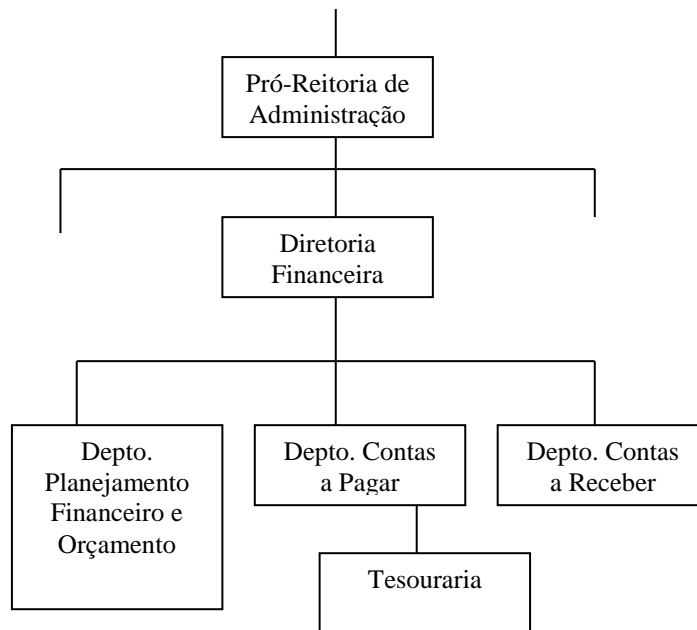 Pró-Reitoria de
Administração
Diretoria
Financeira
Depto.
Planejamento
Financeiro e
Orçamento
Depto. Contas
a Pagar
Depto. Contas
a Receber
Tesouraria